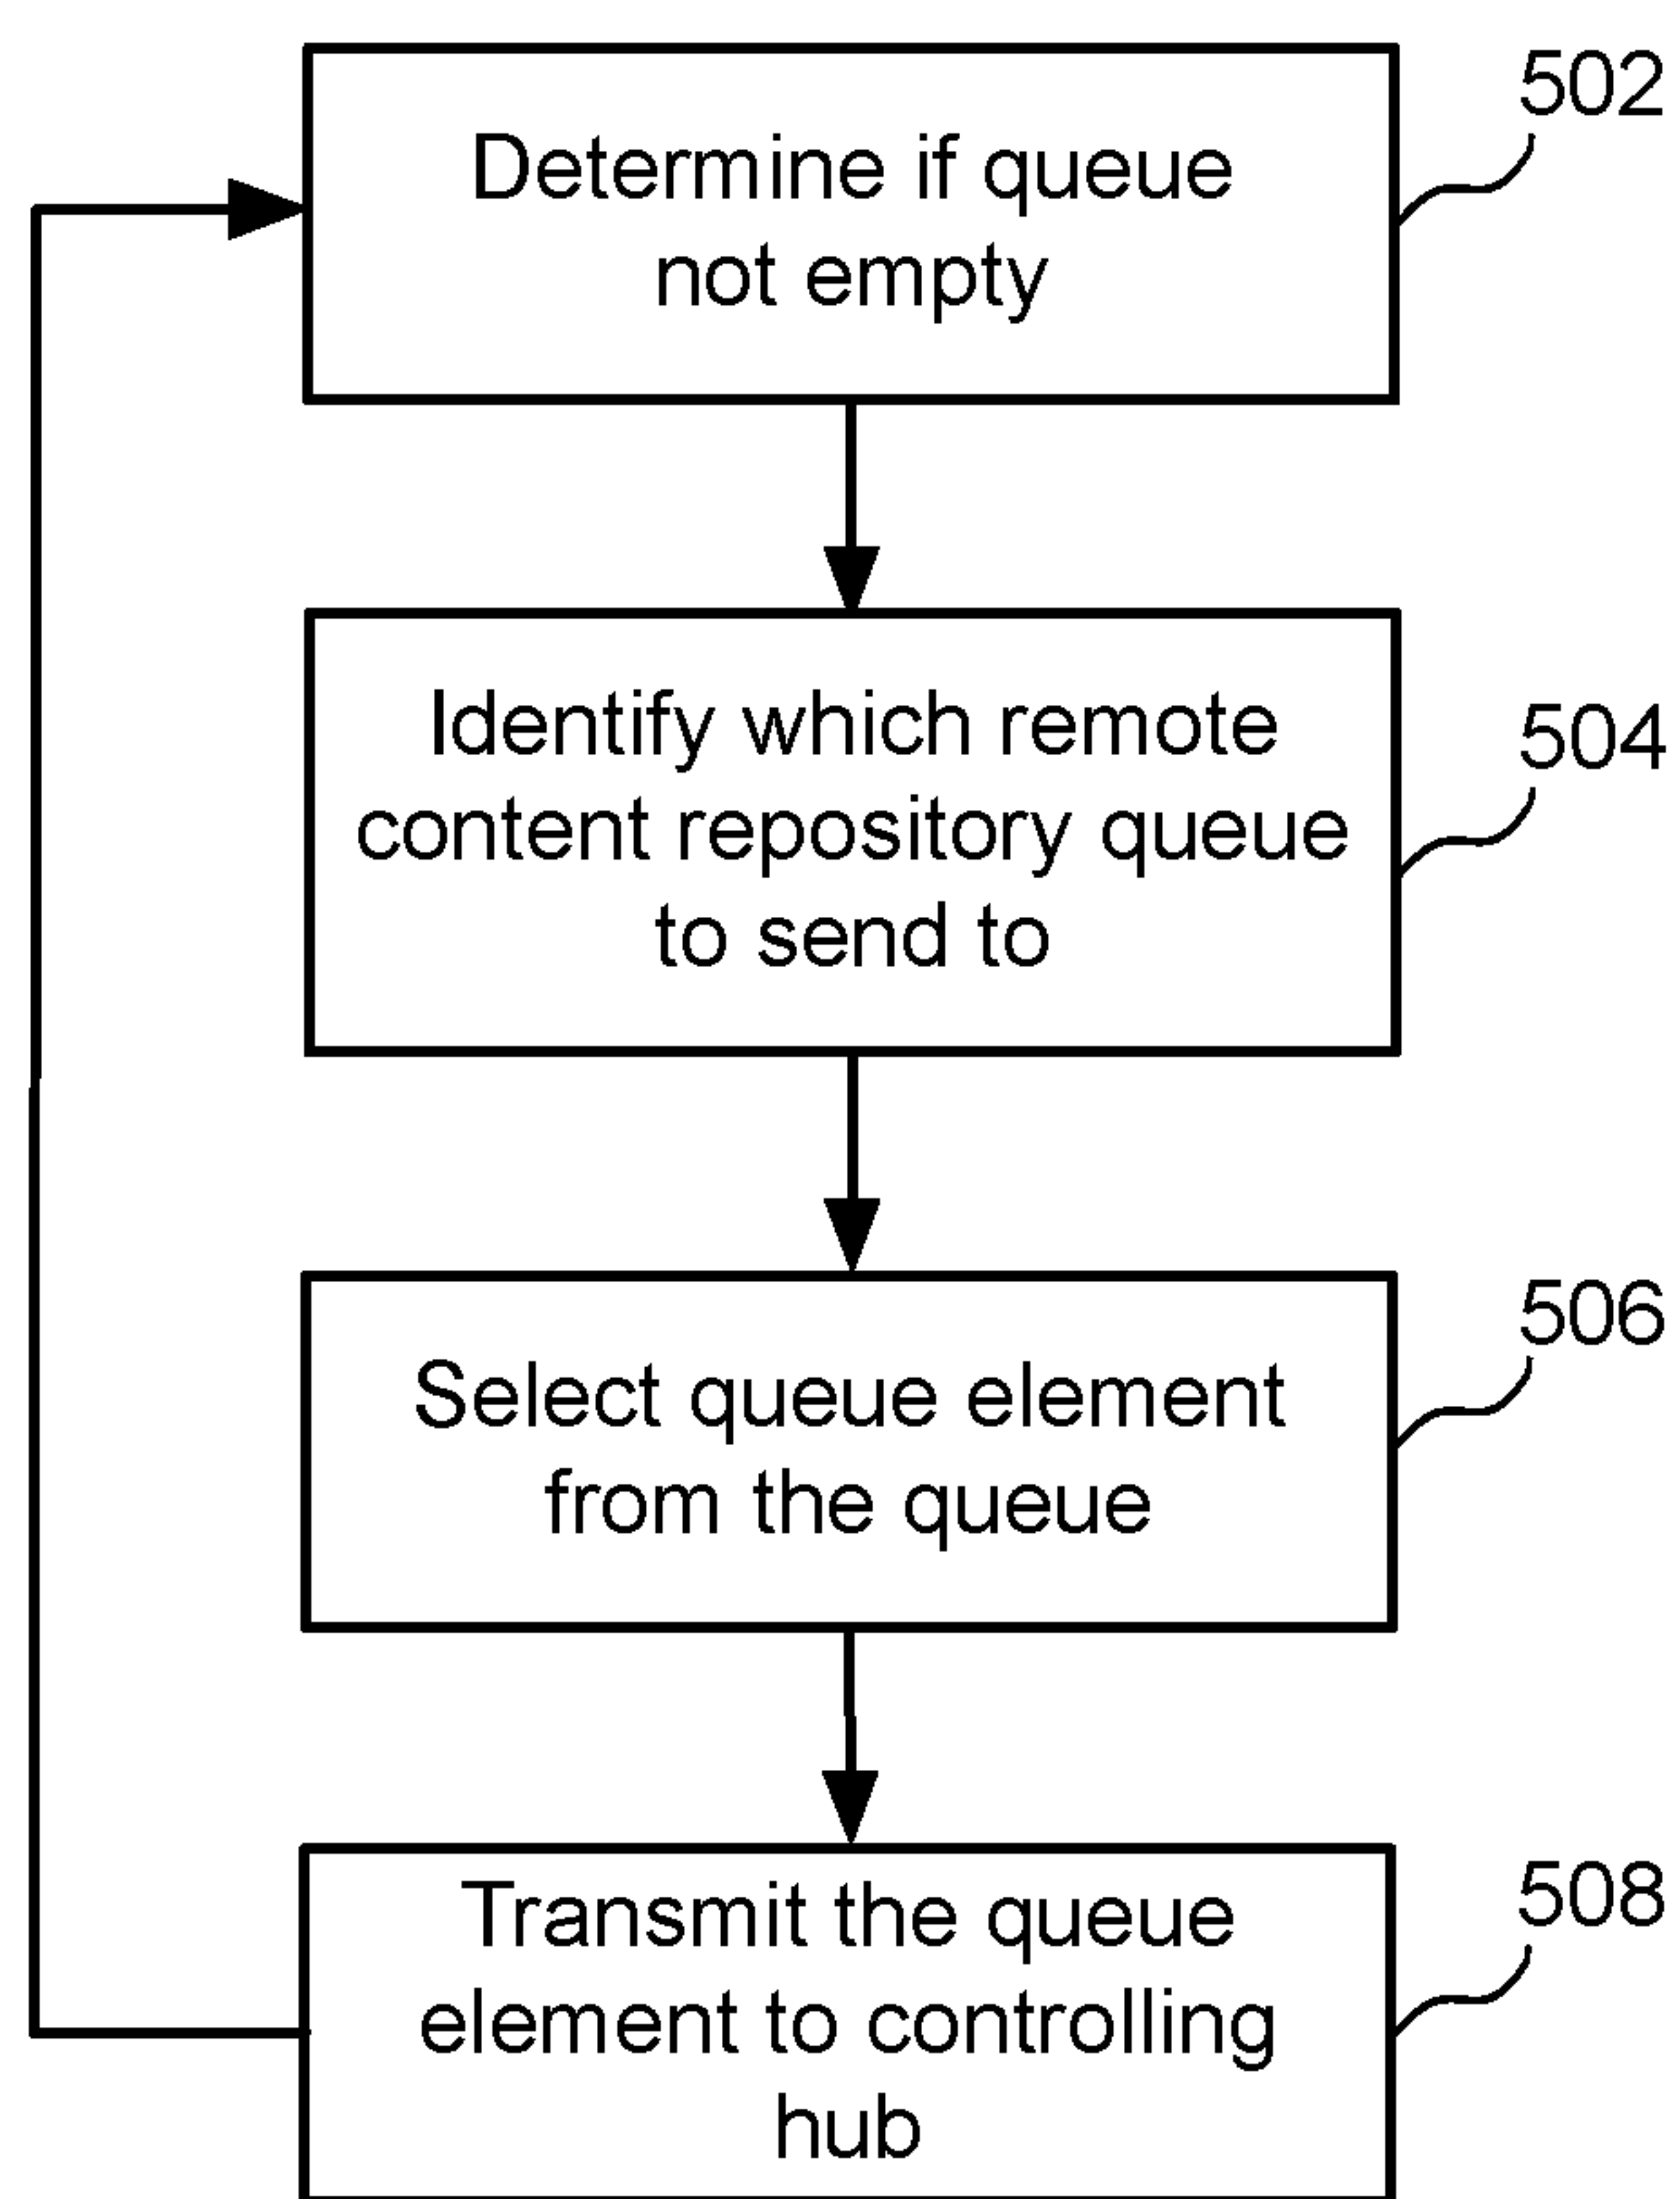 Determine if queue
not empty
502
Identify which remote
content repository queue
to send to
504
Select queue element
from the queue
506
Transmit the queue
element to controlling
hub
508